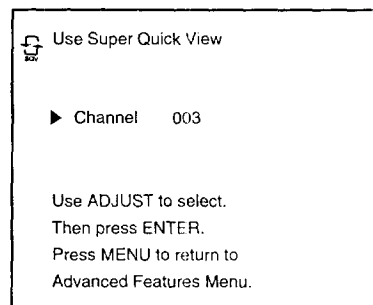 Use Super Quick View
SQV
▶ Channel 003
Use ADJUST to select.
Then press ENTER.
Press MENU to return to
Advanced Features Menu.